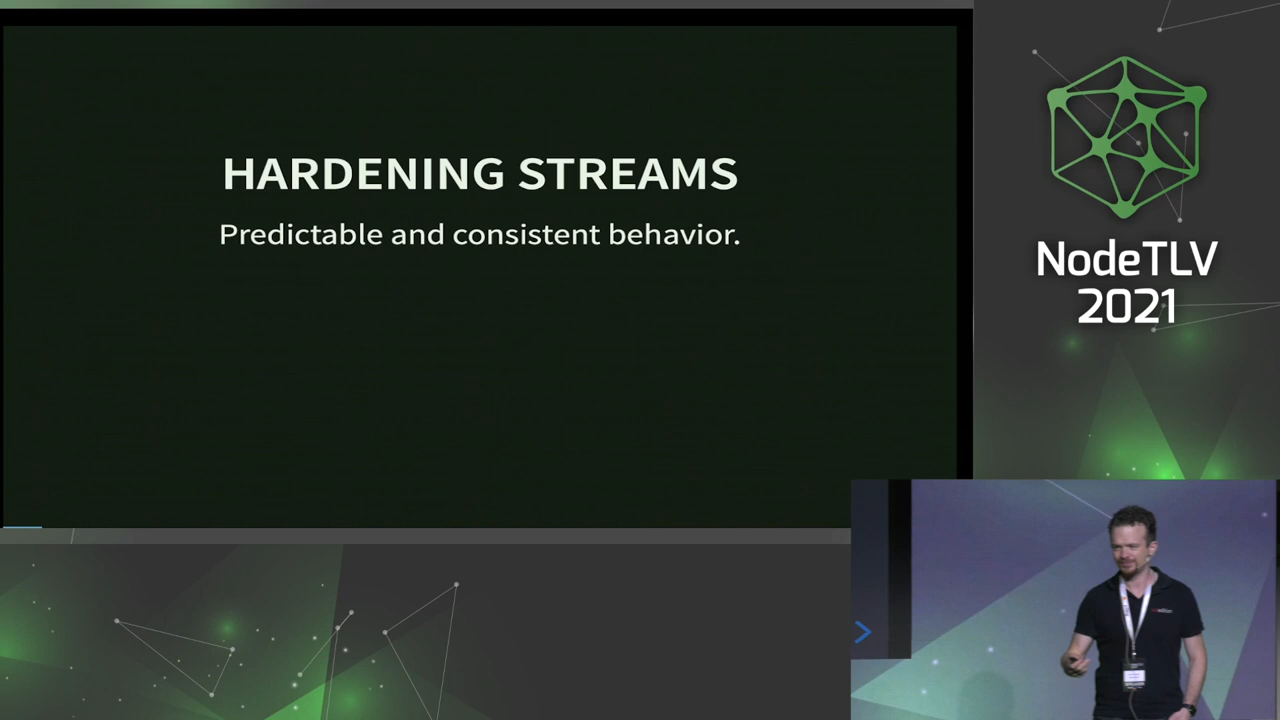 HARDENING STREAMS
Predictable and consistent behavior.
NodeTLV
2021